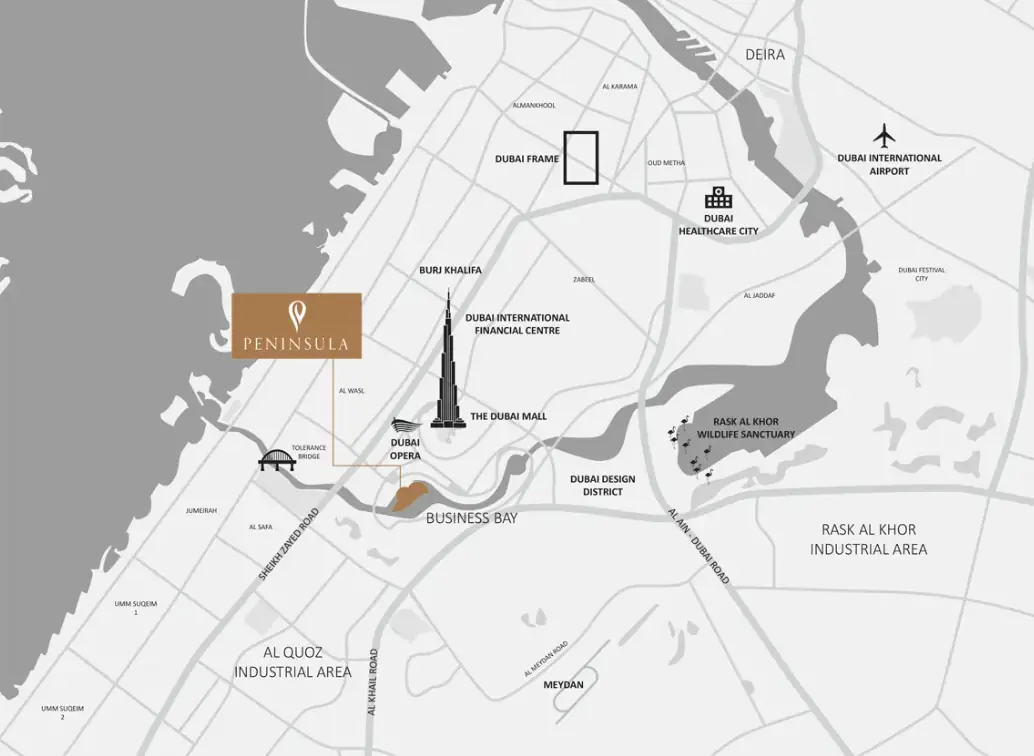 DEIRA
AL KARAMA
ALMANKHOOL
DUBAI FRAME
OUD METHA
DUBAI INTERNATIONAL
AIRPORT
DUBAI
HEALTHCARE CITY
BURJ KHALIFA
ZABEEL
DUBAI FESTIVAL
CITY
AL JADDAF
DUBAI INTERNATIONAL
FINANCIAL CENTRE
PENINSULA
AL WASL
THE DUBAI MALL
RASK AL KHOR
WILDLIFE SANCTUARY
DUBAI
OPERA
TOLERANCE
BRIDGE
DUBAI DESIGN
DISTRICT
JUMEIRAH
BUSINESS BAY
AL SAFA
SHEIKH ZAYED ROAD
AL AIN - DUBAI ROAD
RASK AL KHOR
INDUSTRIAL AREA
UMM SUQEIM
1
AL QUOZ
INDUSTRIAL AREA
AL KHAIL ROAD
AL MEYDAN ROAD
MEYDAN
UMM SUQEIM
2